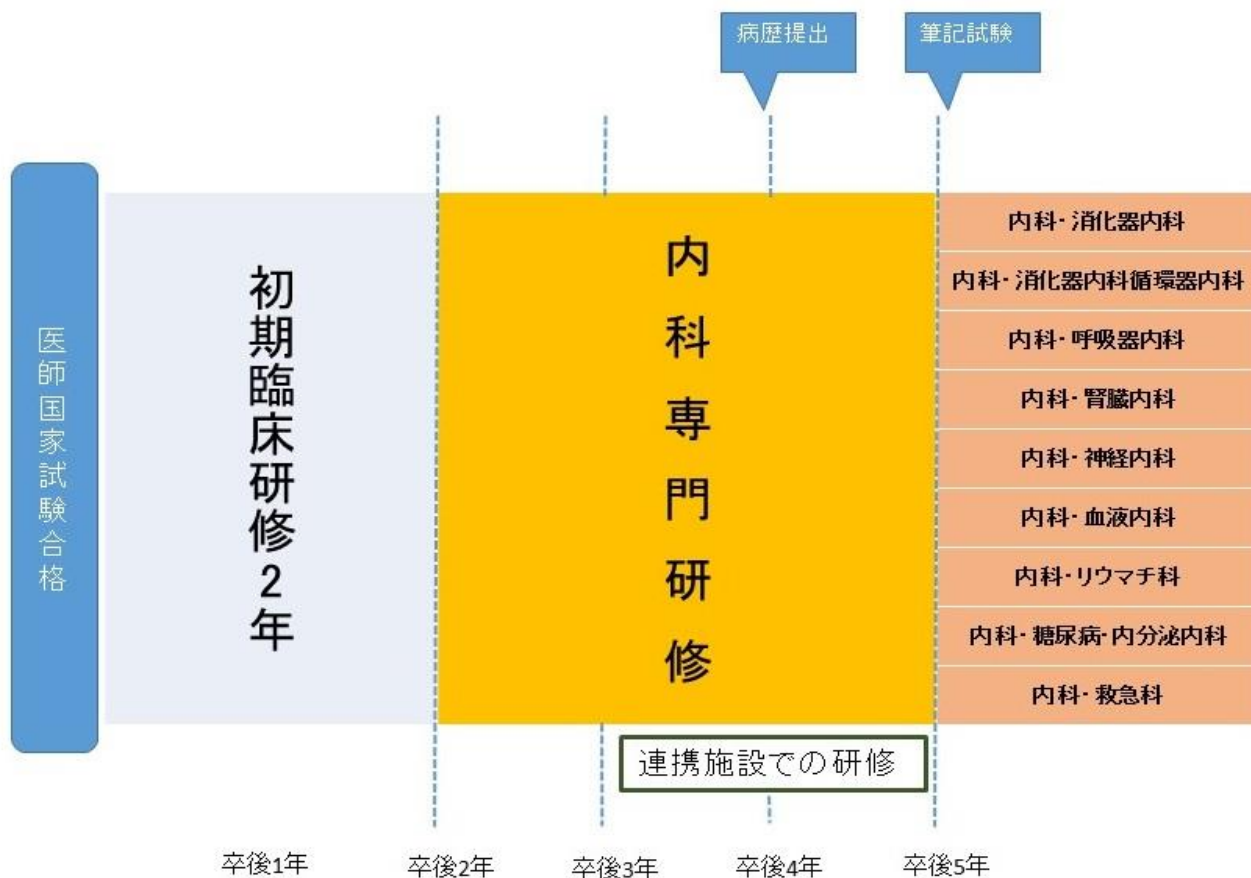 病歴提出
筆記試験
医師国家試験合格
初期臨床研修2年
内科専門研修
内科・消化器内科
内科・消化器内科循環器内科
内科・呼吸器内科
内科・腎臓内科
内科・神経内科
内科・血液内科
内科・リウマチ科
内科・糖尿病・内分泌内科
内科・救急科
連携施設での研修
卒後1年
卒後2年
卒後3年
卒後4年
卒後5年